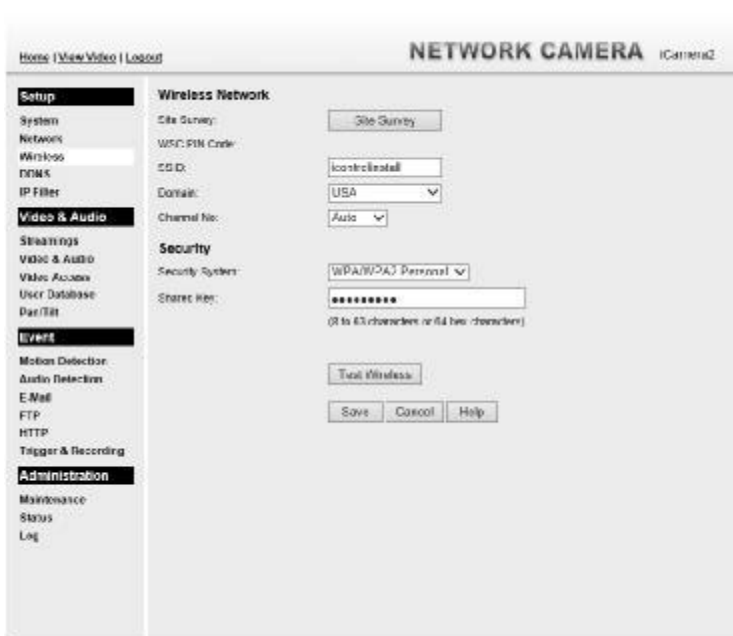 Home | View Video | Logout
NETWORK CAMERA iCamera2
Setup
System
Network
Wireless
DDNS
IP Filter
Video & Audio
Streamings
Video & Audio
Video Access
User Database
Pan/Tilt
Event
Motion Detection
Audio Detection
E-Mail
FTP
HTTP
Trigger & Recording
Administration
Maintenance
Status
Log
Wireless Network
Site Survey: Site Survey
WSC PIN Code:
SSID: icontrolinstall
Domain: USA
Channel No: Auto
Security
Security System: WPA/WPA2 Personal
Shared Key: •••••••••
(8 to 63 characters or 64 hex characters)
Test Wireless
Save Cancel Help